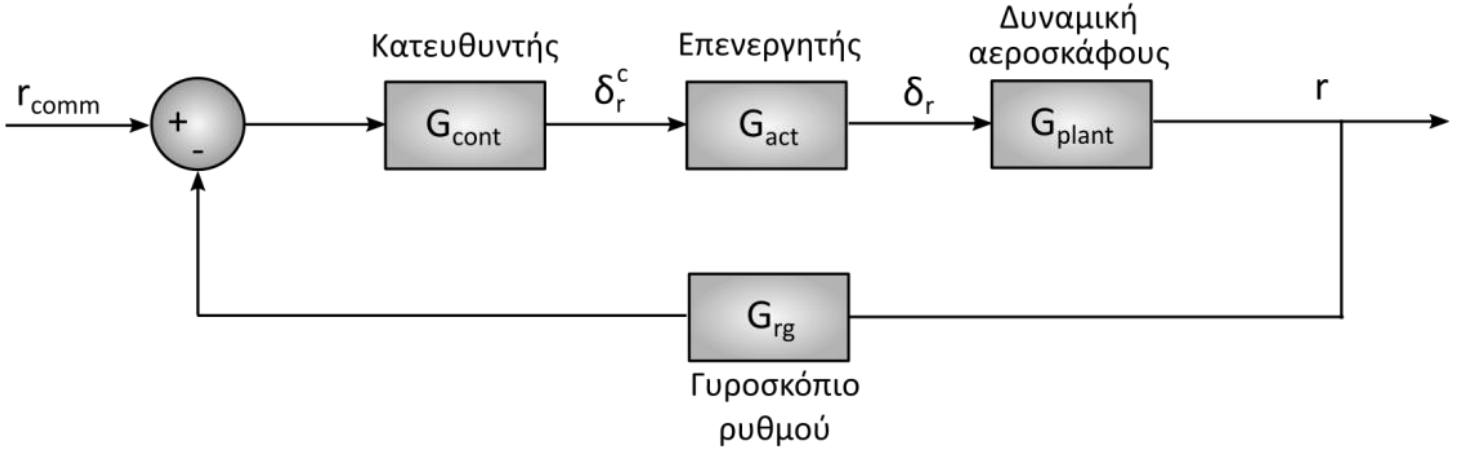 Κατευθυντής
Επενεργητής
Δυναμική
αεροσκάφους
r_comm
+
-
G_cont
δ_r^c
G_act
δ_r
G_plant
r
G_rg
Γυροσκόπιο
ρυθμού